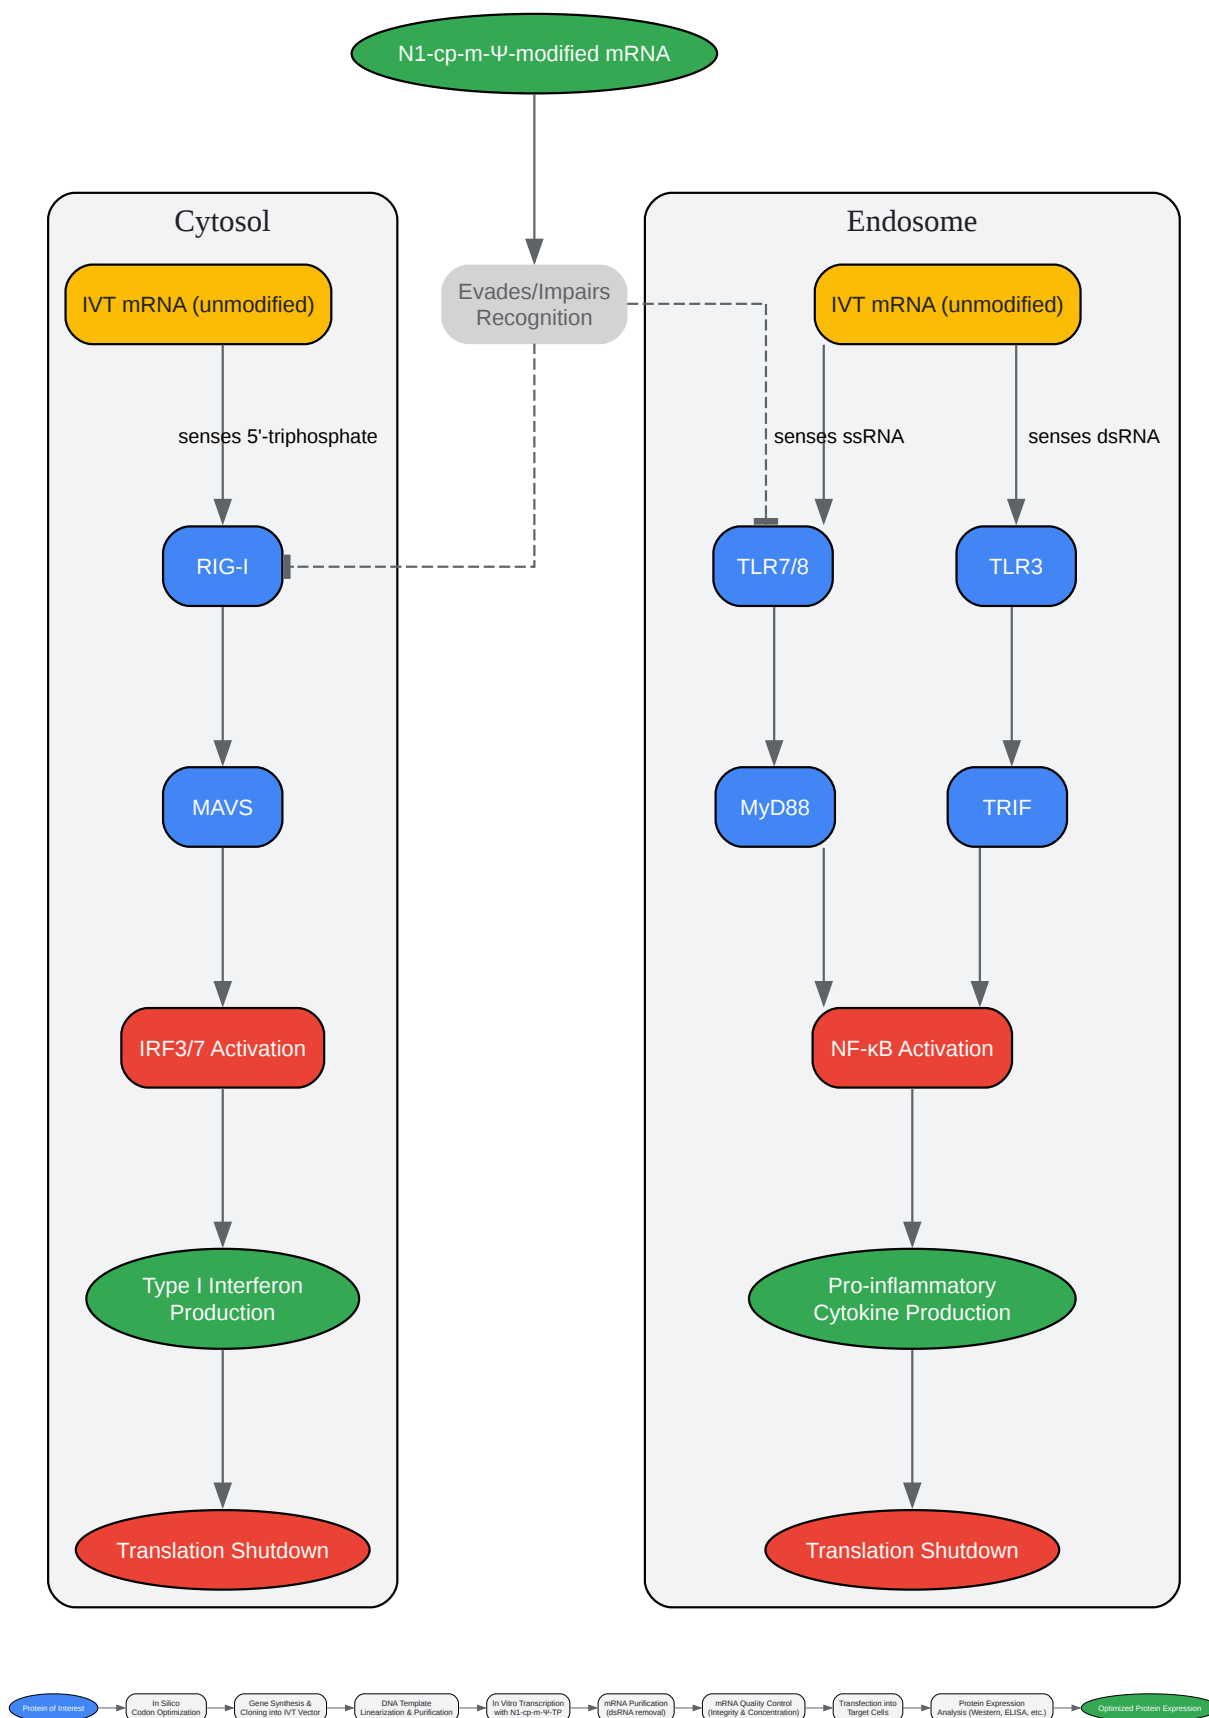 N1-cp-m-Ψ-modified mRNA
Cytosol
Endosome
IVT mRNA (unmodified)
Evades/Impairs
Recognition
IVT mRNA (unmodified)
senses 5'-triphosphate
senses ssRNA
senses dsRNA
RIG-I
TLR7/8
TLR3
MAVS
MyD88
TRIF
IRF3/7 Activation
NF-κB Activation
Type I Interferon
Production
Pro-inflammatory
Cytokine Production
Translation Shutdown
Translation Shutdown
Protein of Interest
In Silico
Codon Optimization
Gene Synthesis &
Cloning into IVT Vector
DNA Template
Linearization & Purification
In Vitro Transcription
with N1-cp-m-Ψ-TP
mRNA Purification
(dsRNA removal)
mRNA Quality Control
(Integrity & Concentration)
Transfection into
Target Cells
Protein Expression
Analysis (Western, ELISA, etc.)
Optimized Protein Expression